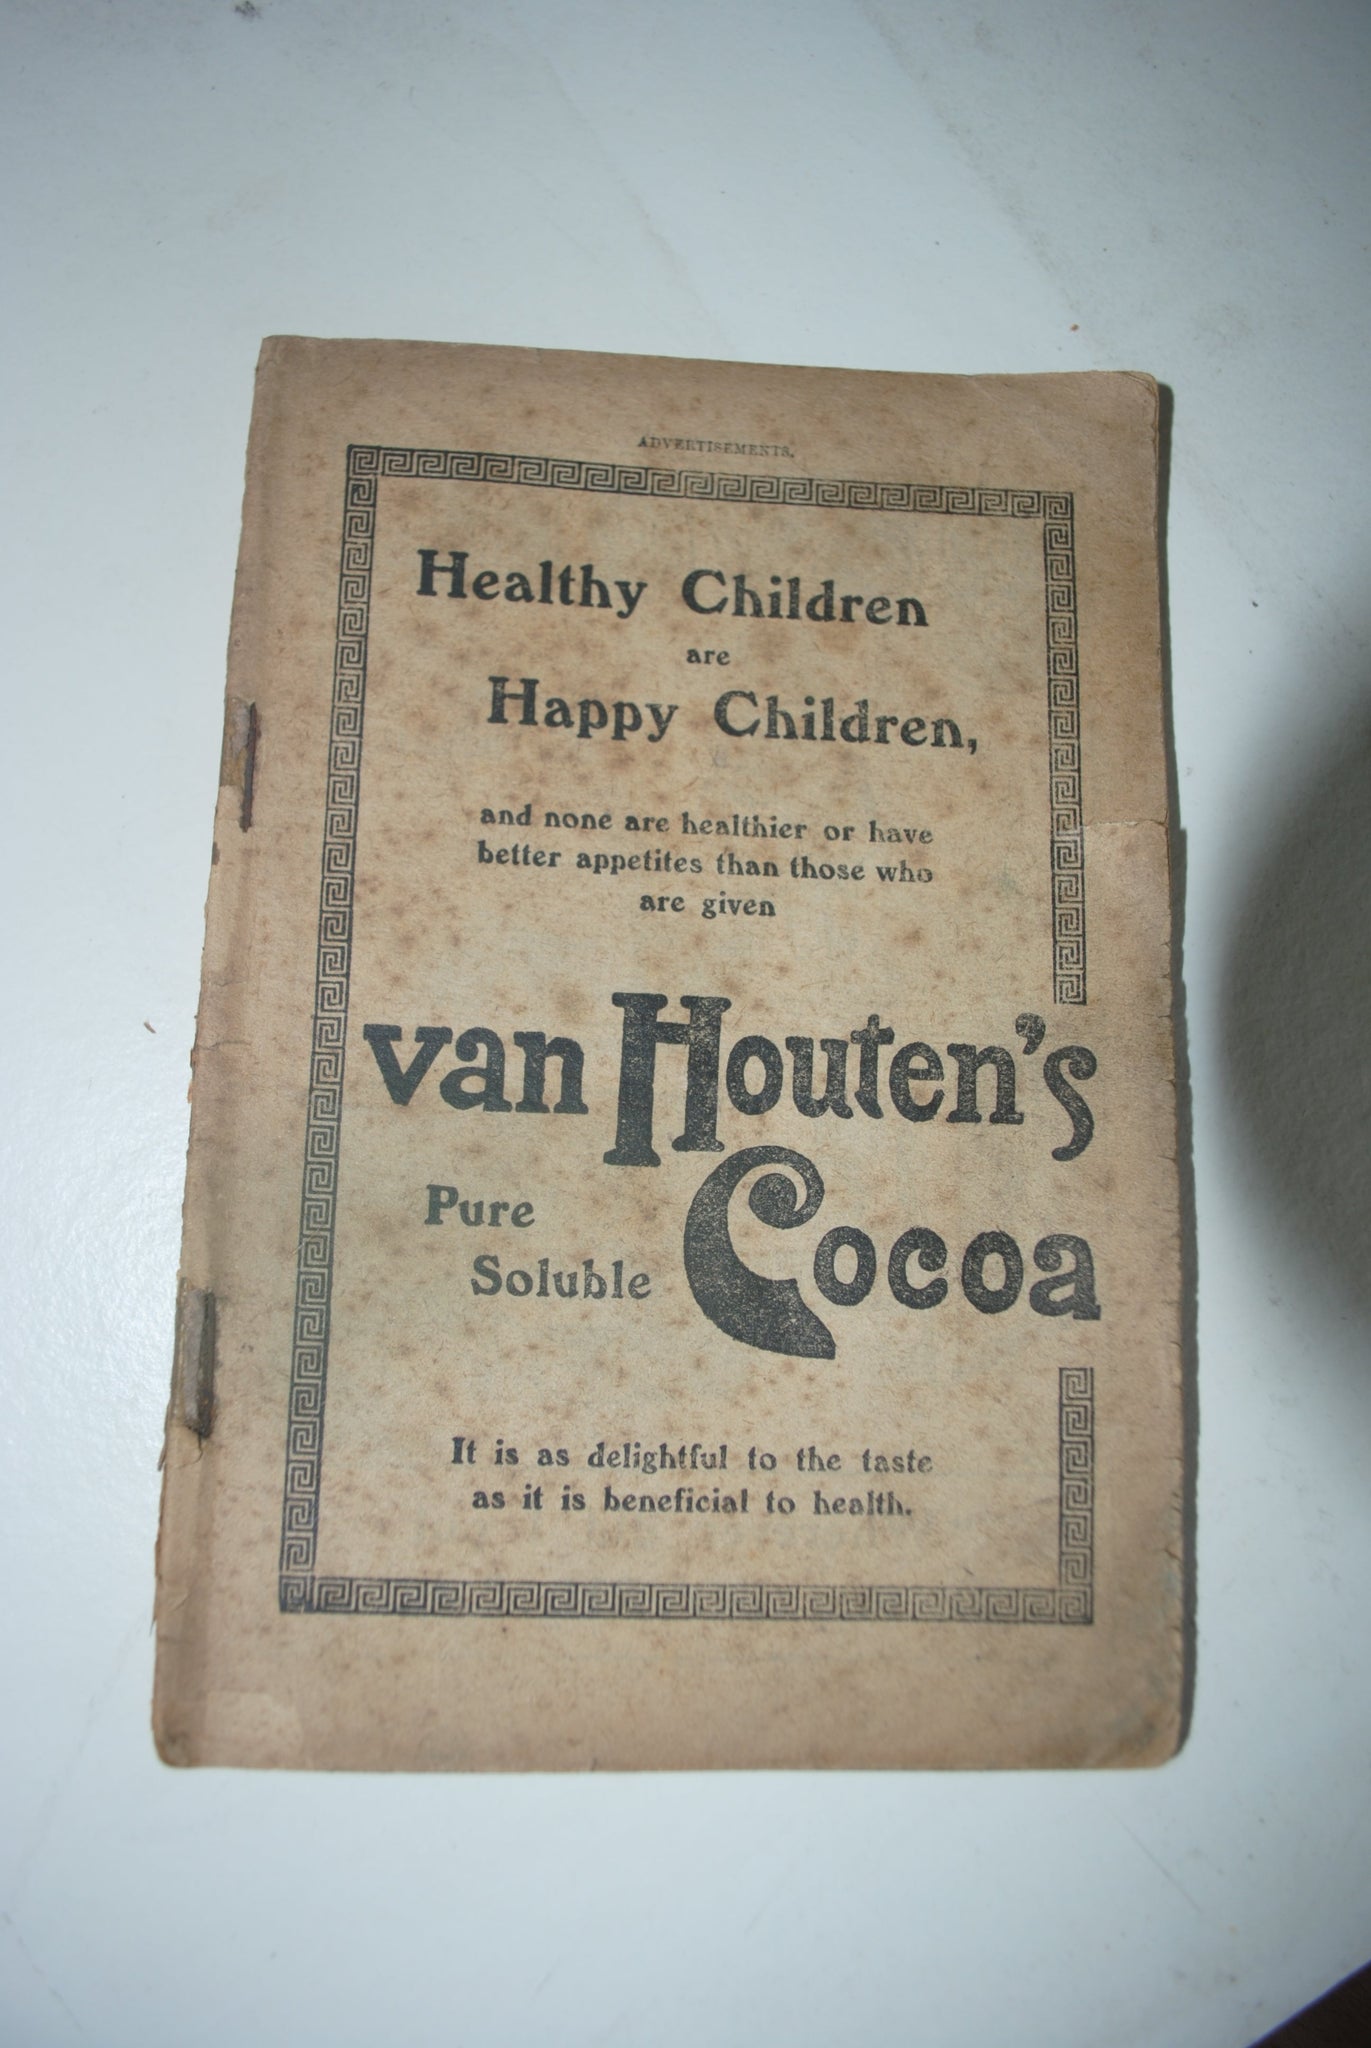 ADVERTISEMENTS.
Healthy Children
are
Happy Children,
and none are healthier or have
better appetites than those who
are given
van Houten's
Pure
Soluble
Cocoa
It is as delightful to the taste
as it is beneficial to health.